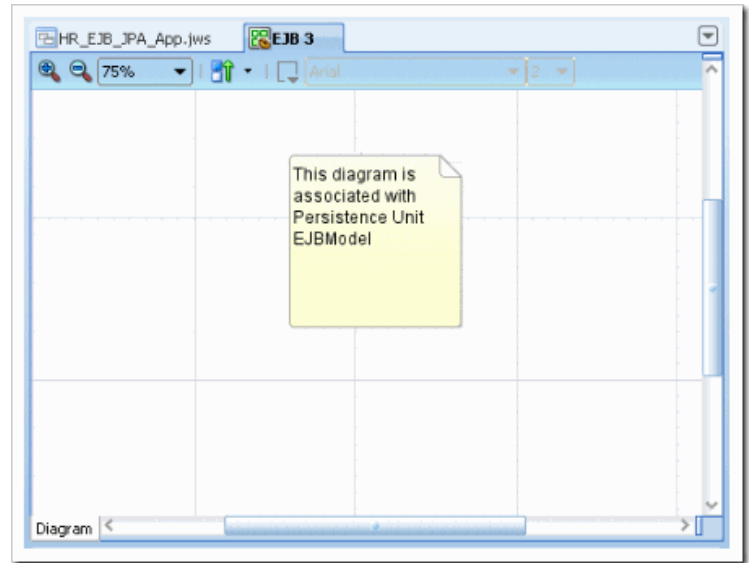 HR_EJB_JPA_App.jws
EJB 3
75%
Arial
2
This diagram is
associated with
Persistence Unit
EJBModel
Diagram